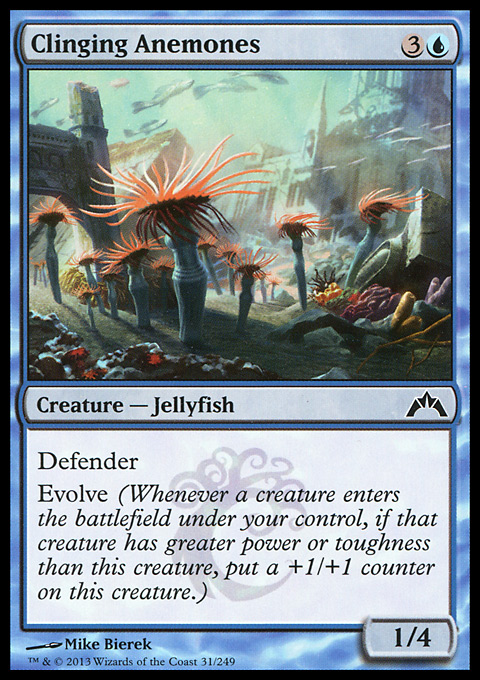 Clinging Anemones 3
Creature — Jellyfish
Defender
Evolve (Whenever a creature enters
the battlefield under your control, if that
creature has greater power or toughness
than this creature, put a +1/+1 counter
on this creature.)
Mike Bierek
™ & © 2013 Wizards of the Coast 31/249
1/4